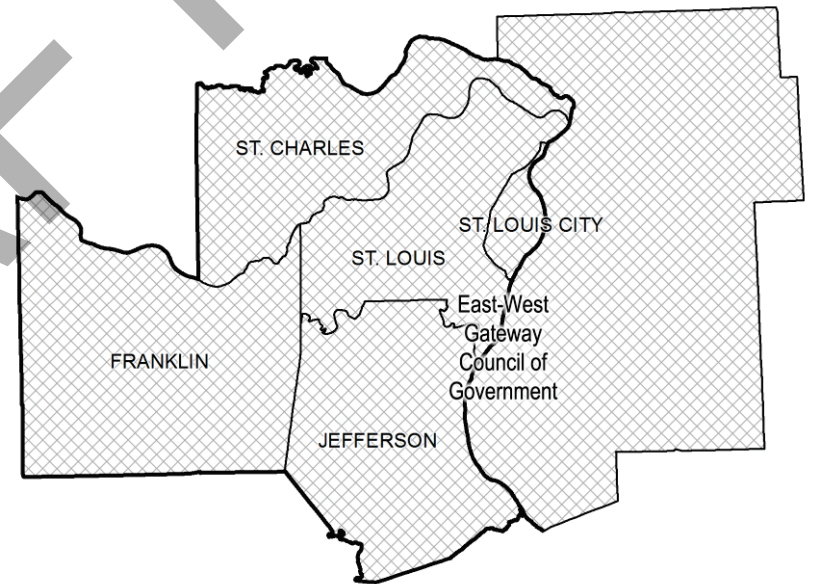 ST. CHARLES
ST. LOUIS CITY
ST. LOUIS
East-West
Gateway
Council of
Government
FRANKLIN
JEFFERSON